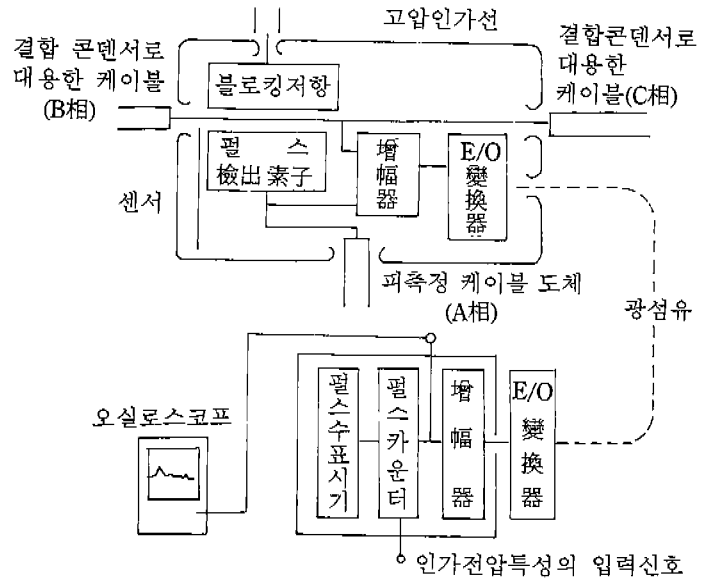 고압인가선
결합 콘덴서로
대용한 케이블
(B相)
결합콘덴서로
대용한
케이블(C相)
블로킹저항
펄 스
檢出素子
增幅器
E/O
變換器
센서
피측정 케이블 도체
(A相)
광섬유
오실로스코프
펄스수표시기
펄스카운터
增幅器
E/O
變換器
인가전압특성의 입력신호